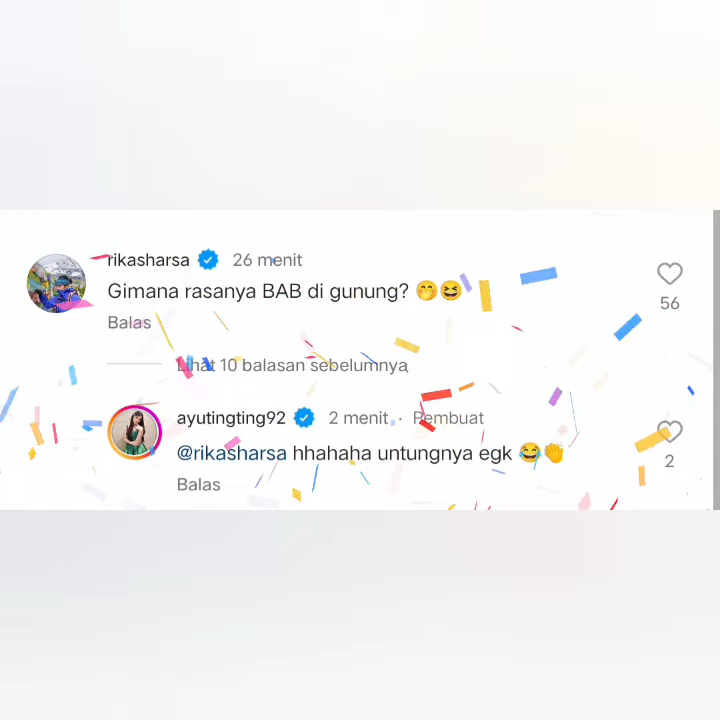 rikasharsa 26 menit
Gimana rasanya BAB di gunung? 🤭😆
56
Balas
Lihat 10 balasan sebelumnya
ayutingting92 2 menit · Pembuat
@rikasharsa hhahaha untungnya egk 😂👏
2
Balas